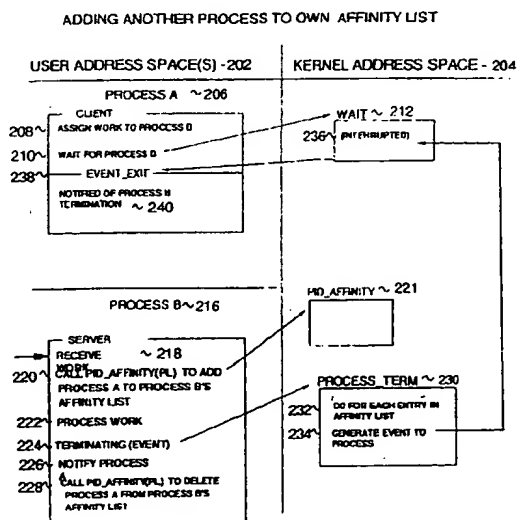 ADDING ANOTHER PROCESS TO OWN AFFINITY LIST
USER ADDRESS SPACE(S) - 202
KERNEL ADDRESS SPACE - 204
PROCESS A ~ 206
CLIENT
208~ ASSIGN WORK TO PROCESS B
210~ WAIT FOR PROCESS B
238~ EVENT_EXIT
NOTIFIED OF PROCESS B
TERMINATION ~ 240
WAIT ~ 212
236~ (INTERRUPTED)
PROCESS B~216
SERVER
RECEIVE ~ 218
WORK
220~ CALL PID_AFFINITY(PL) TO ADD
PROCESS A TO PROCESS B'S
AFFINITY LIST
222~ PROCESS WORK
224~ TERMINATING (EVENT)
226~ NOTIFY PROCESS
A
228~ CALL PID_AFFINITY(PL) TO DELETE
PROCESS A FROM PROCESS B'S
AFFINITY LIST
PID_AFFINITY ~ 221
PROCESS_TERM ~ 230
232~ DO FOR EACH ENTRY IN
AFFINITY LIST
234~ GENERATE EVENT TO
PROCESS